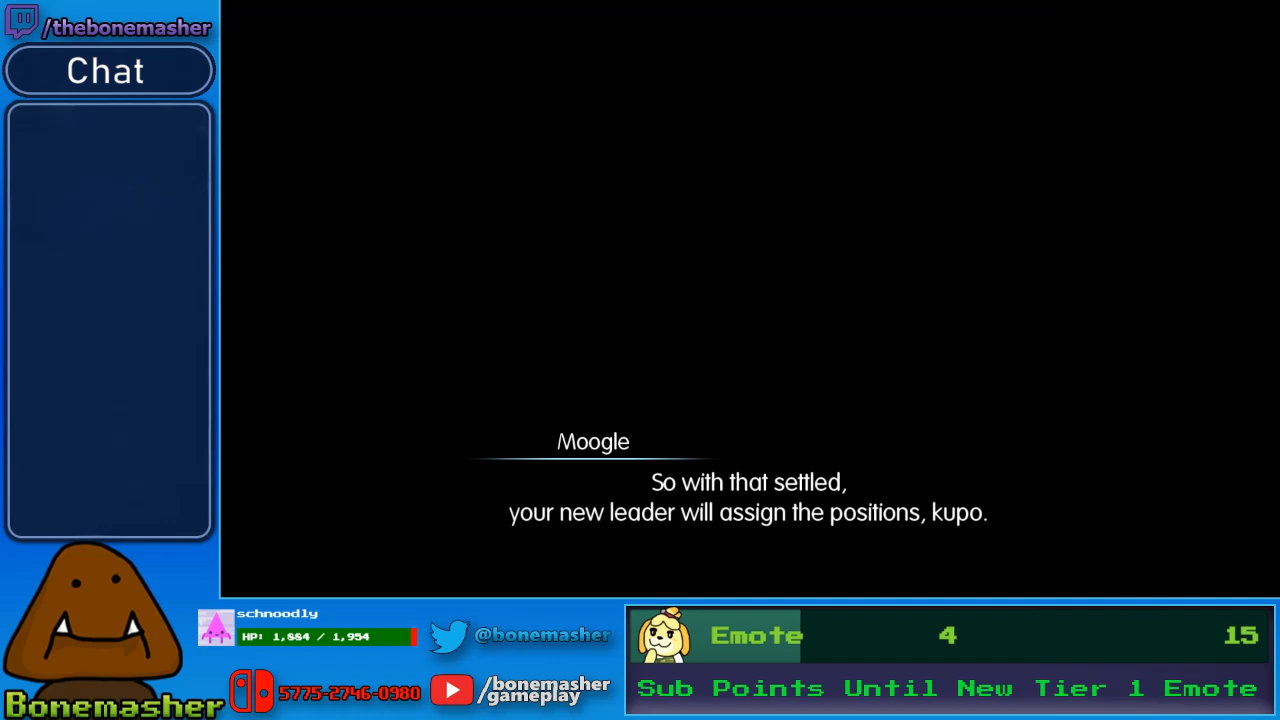 /thebonemasher
Chat
Moogle
So with that settled,
your new leader will assign the positions, kupo.
schnoodly
HP: 1,884 / 1,954
@bonemasher
Emote 4 15
Bonemasher
5775-2746-0980
/bonemasher
gameplay
Sub Points Until New Tier 1 Emote